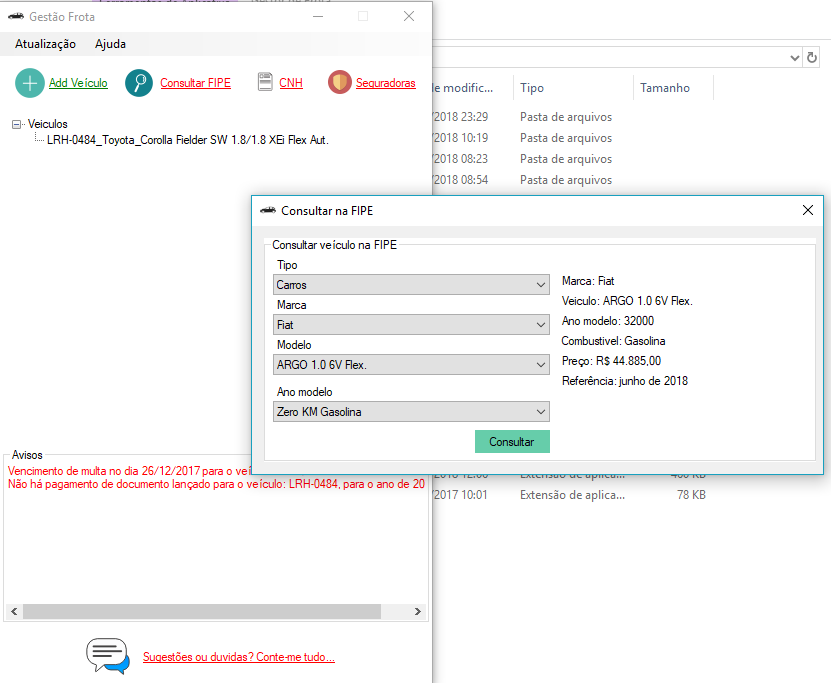 Gestão Frota
Atualização Ajuda
Add Veículo Consultar FIPE CNH Seguradoras
Veiculos
LRH-0484_Toyota_Corolla Fielder SW 1.8/1.8 XEi Flex Aut.
de modific... Tipo Tamanho
/2018 23:29 Pasta de arquivos
/2018 10:19 Pasta de arquivos
/2018 08:23 Pasta de arquivos
/2018 08:54 Pasta de arquivos
Consultar na FIPE
Consultar veículo na FIPE
Tipo
Carros
Marca
Fiat
Modelo
ARGO 1.0 6V Flex.
Ano modelo
Zero KM Gasolina
Consultar
Marca: Fiat
Veiculo: ARGO 1.0 6V Flex.
Ano modelo: 32000
Combustivel: Gasolina
Preço: R$ 44.885,00
Referência: junho de 2018
Extensão de aplica... KB
/2017 10:01 Extensão de aplica... 78 KB
Avisos
Vencimento de multa no dia 26/12/2017 para o veí
Não há pagamento de documento lançado para o veículo: LRH-0484, para o ano de 20
Sugestões ou duvidas? Conte-me tudo...